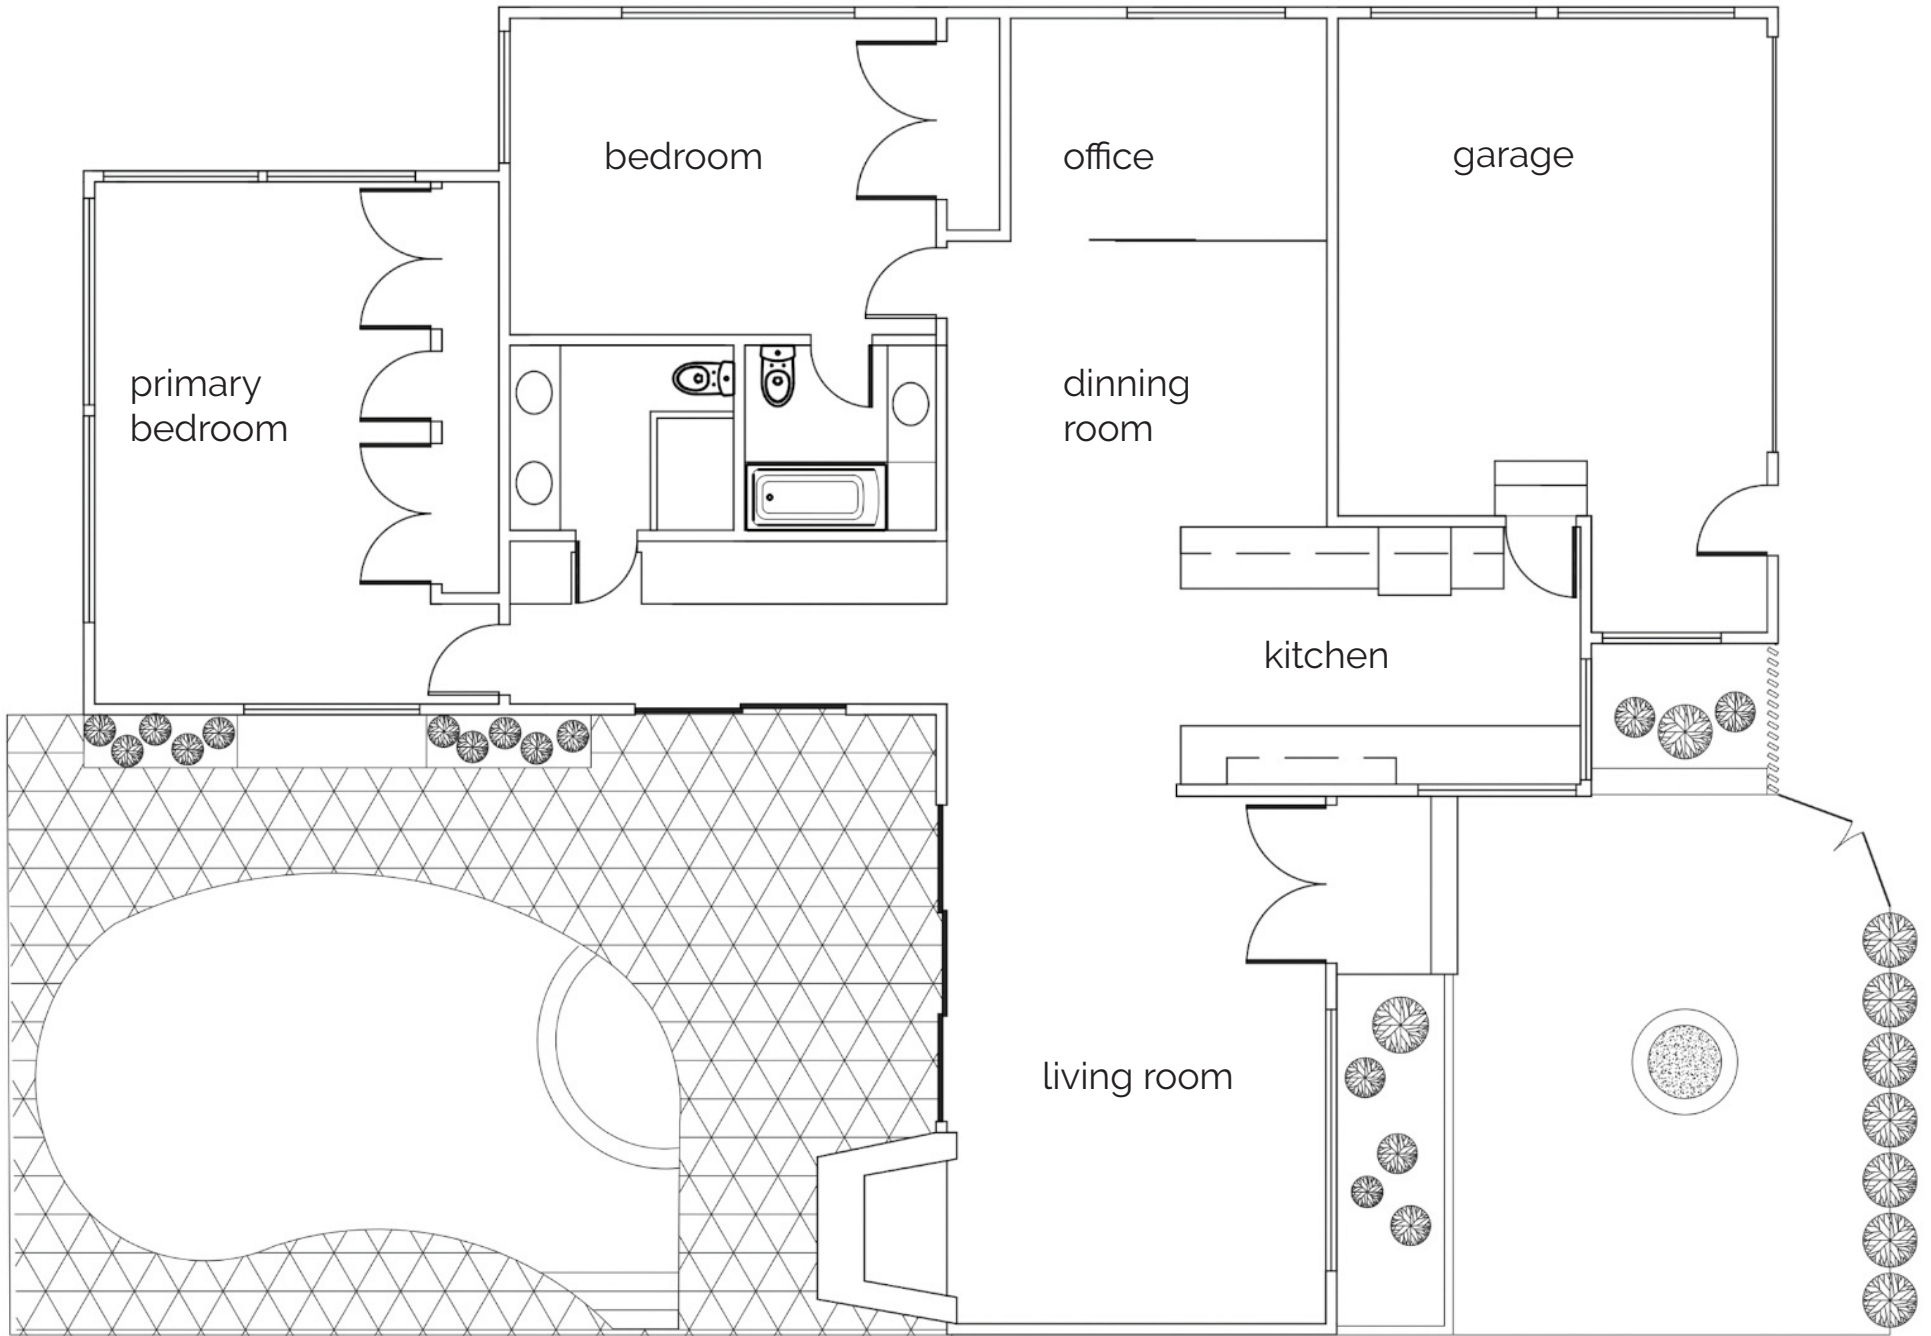 bedroom
office
garage
primary
bedroom
dinning
room
kitchen
living room